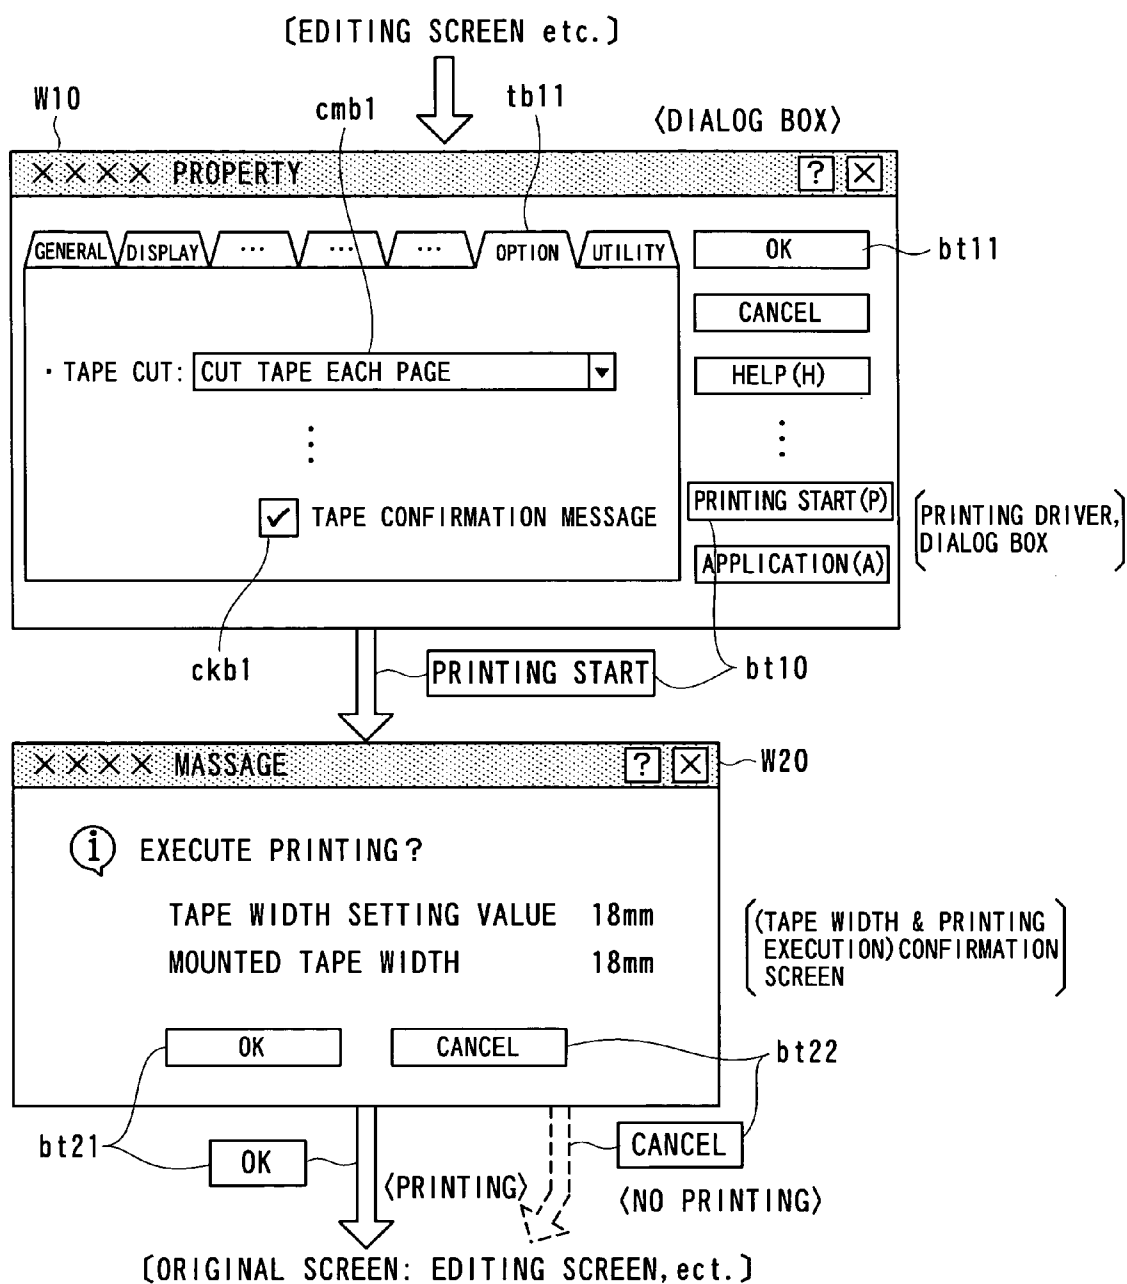 [EDITING SCREEN etc.]
W10
cmb1
tb11
〈DIALOG BOX〉
×××× PROPERTY ? ×
GENERAL DISPLAY ··· ··· ··· OPTION UTILITY
OK
bt11
CANCEL
· TAPE CUT: CUT TAPE EACH PAGE ▼
HELP(H)
✓ TAPE CONFIRMATION MESSAGE
PRINTING START(P)
APPLICATION(A)
(PRINTING DRIVER,
DIALOG BOX)
ckb1
PRINTING START
bt10
×××× MASSAGE ? ×
W20
i EXECUTE PRINTING?
TAPE WIDTH SETTING VALUE 18mm
MOUNTED TAPE WIDTH 18mm
((TAPE WIDTH & PRINTING
EXECUTION)CONFIRMATION
SCREEN)
OK CANCEL
bt22
bt21
OK
CANCEL
〈PRINTING〉
〈NO PRINTING〉
[ORIGINAL SCREEN: EDITING SCREEN, ect.]